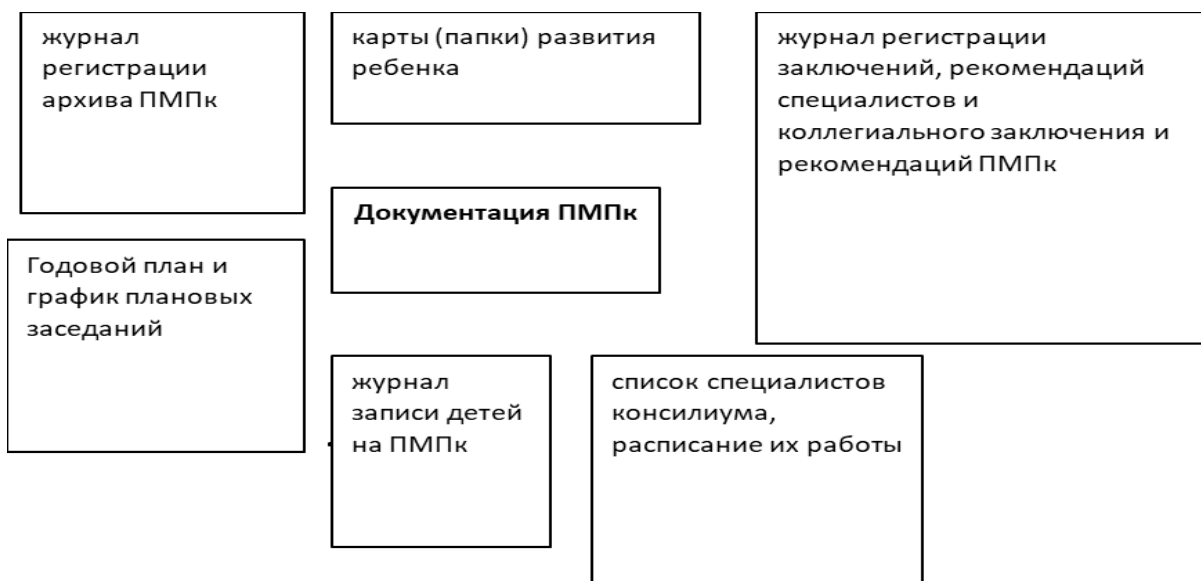 журнал
регистрации
архива ПМПк
карты (папки) развития
ребенка
журнал регистрации
заключений, рекомендаций
специалистов и
коллегиального заключения и
рекомендаций ПМПк
Документация ПМПк
Годовой план и
график плановых
заседаний
журнал
записи детей
на ПМПк
список специалистов
консилиума,
расписание их работы